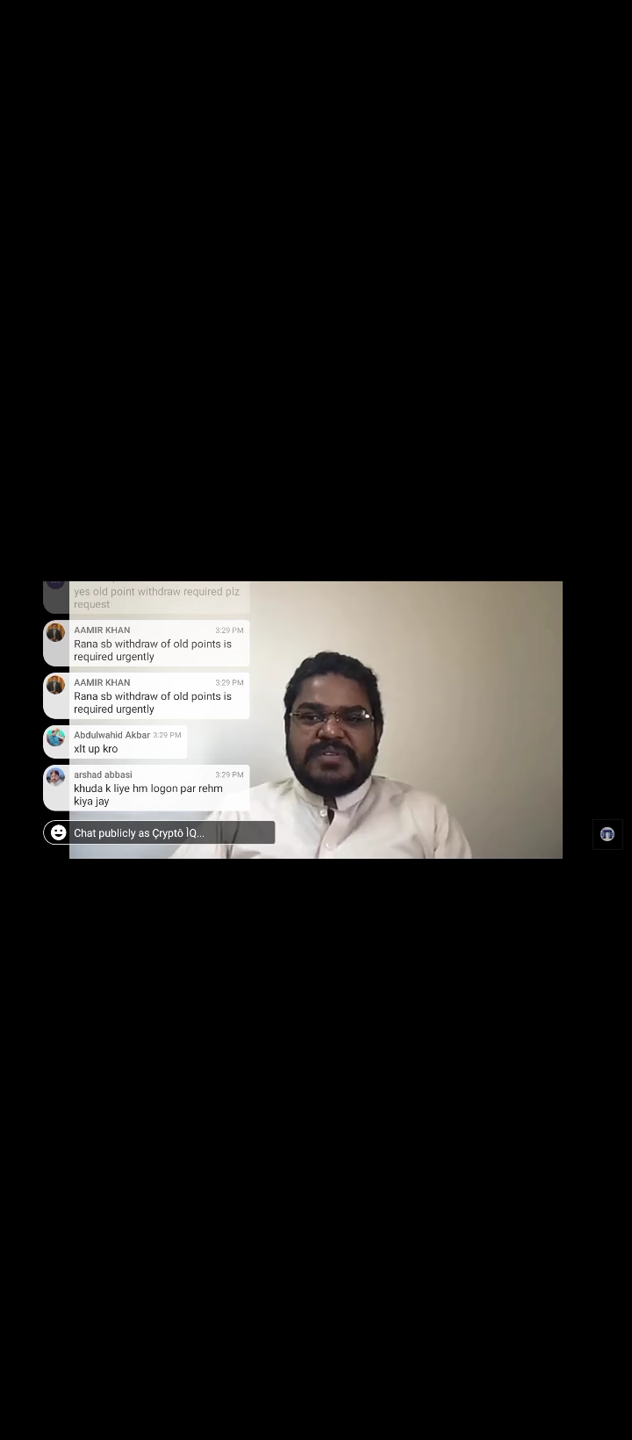 yes old point withdraw required plz
request
AAMIR KHAN 3:29 PM
Rana sb withdraw of old points is
required urgently
AAMIR KHAN 3:29 PM
Rana sb withdraw of old points is
required urgently
Abdulwahid Akbar 3:29 PM
xlt up kro
arshad abbasi 3:29 PM
khuda k liye hm logon par rehm
kiya jay
Chat publicly as Çryptò ÌQ...